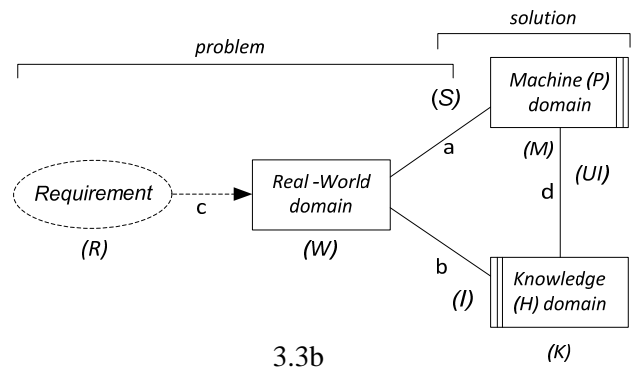 solution
problem
Machine (P)
domain
(S)
a
(M)
(UI)
Requirement
c
Real -World
domain
d
(R)
(W)
b
(I)
Knowledge
(H) domain
(K)
3.3b